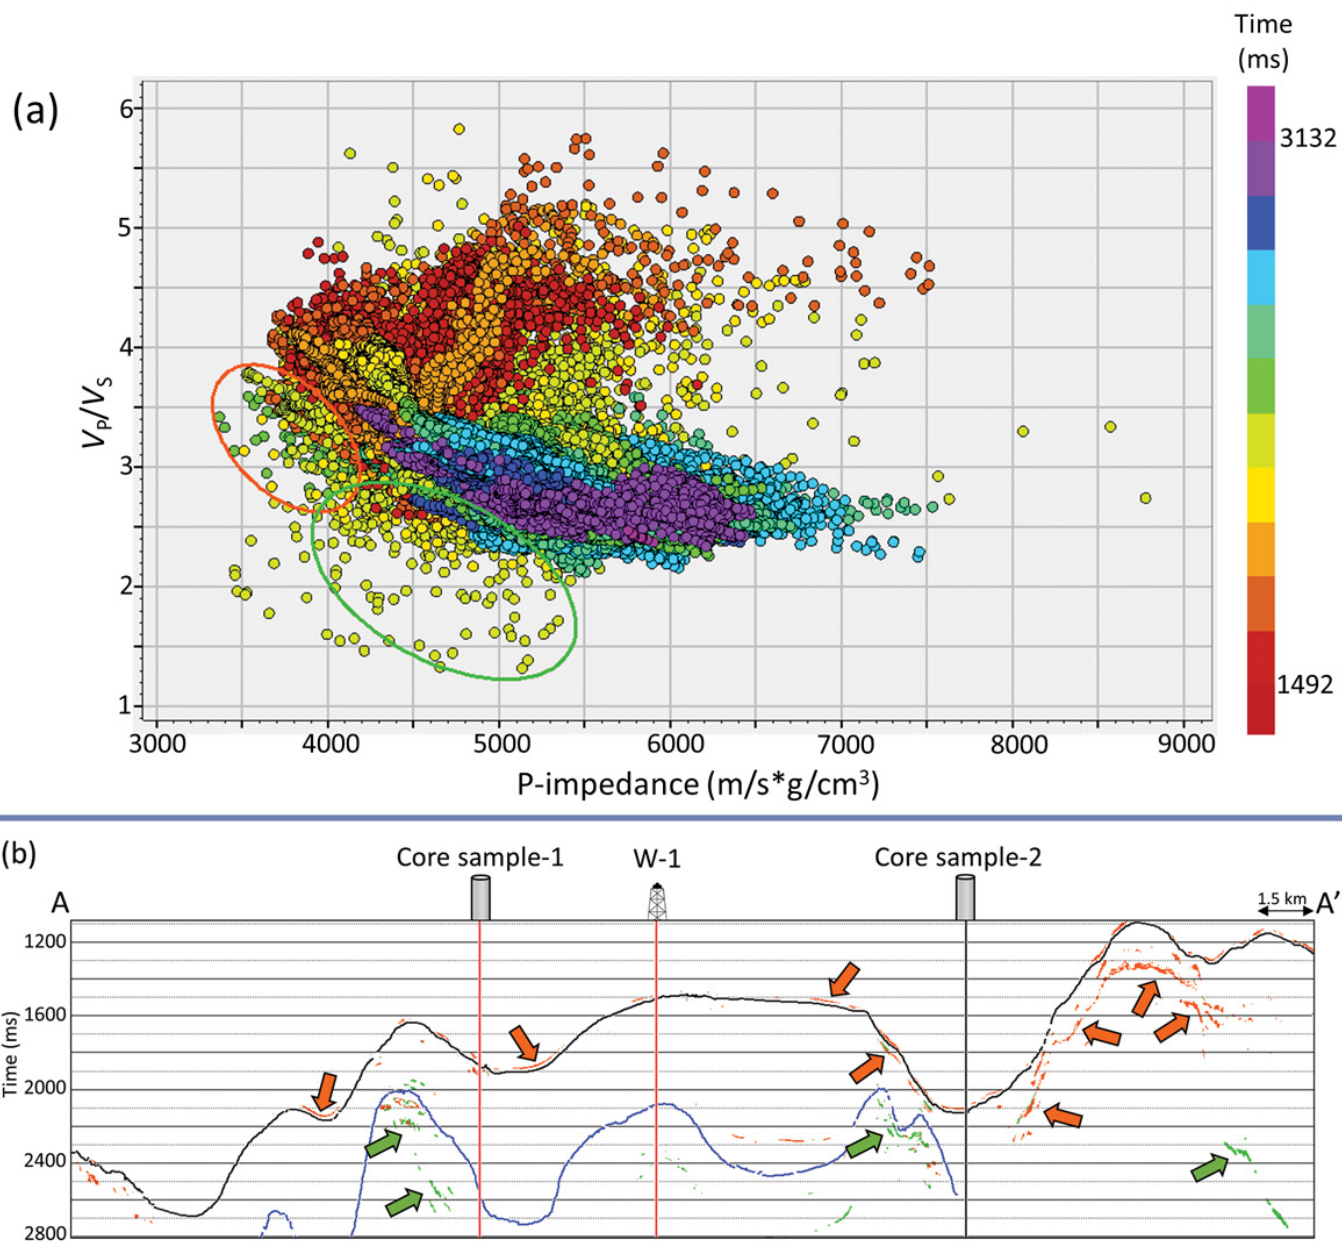 Time
(ms)
(a)
3132
1492
6
5
4
3
2
1
VP/VS
3000 4000 5000 6000 7000 8000 9000
P-impedance (m/s*g/cm³)
(b)
Core sample-1 W-1 Core sample-2
A 1.5 km A'
1200
1600
2000
2400
2800
Time (ms)